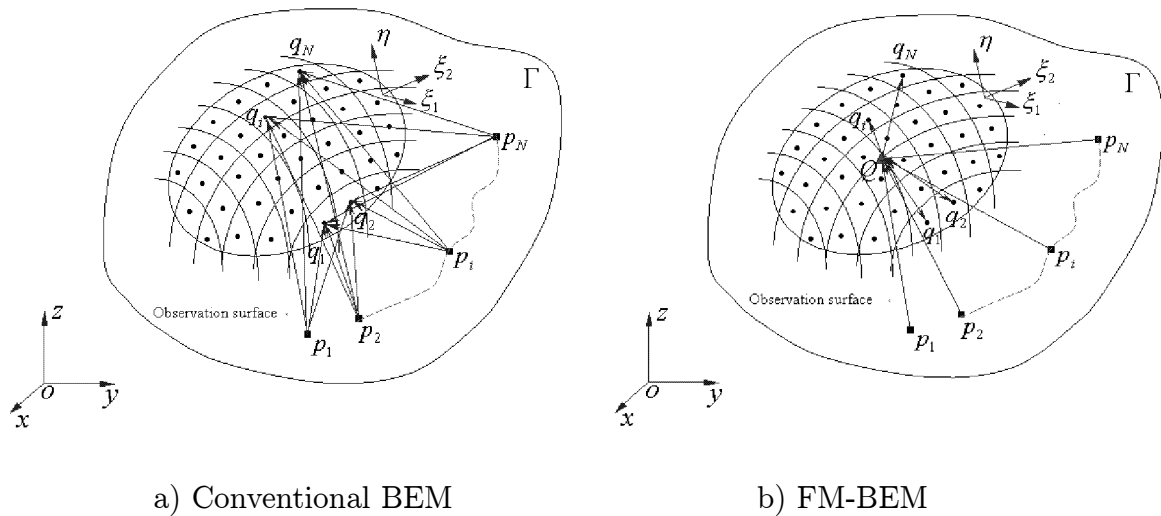 q_N
η
ξ_2
Γ
ξ_1
q_i
p_N
q_2
q_1
p_i
Observation surface
z
p_2
p_1
o
y
x
a) Conventional BEM
q_N
η
ξ_2
Γ
ξ_1
q_i
p_N
O
q_2
q_1
p_i
Observation surface
z
p_2
p_1
o
y
x
b) FM-BEM